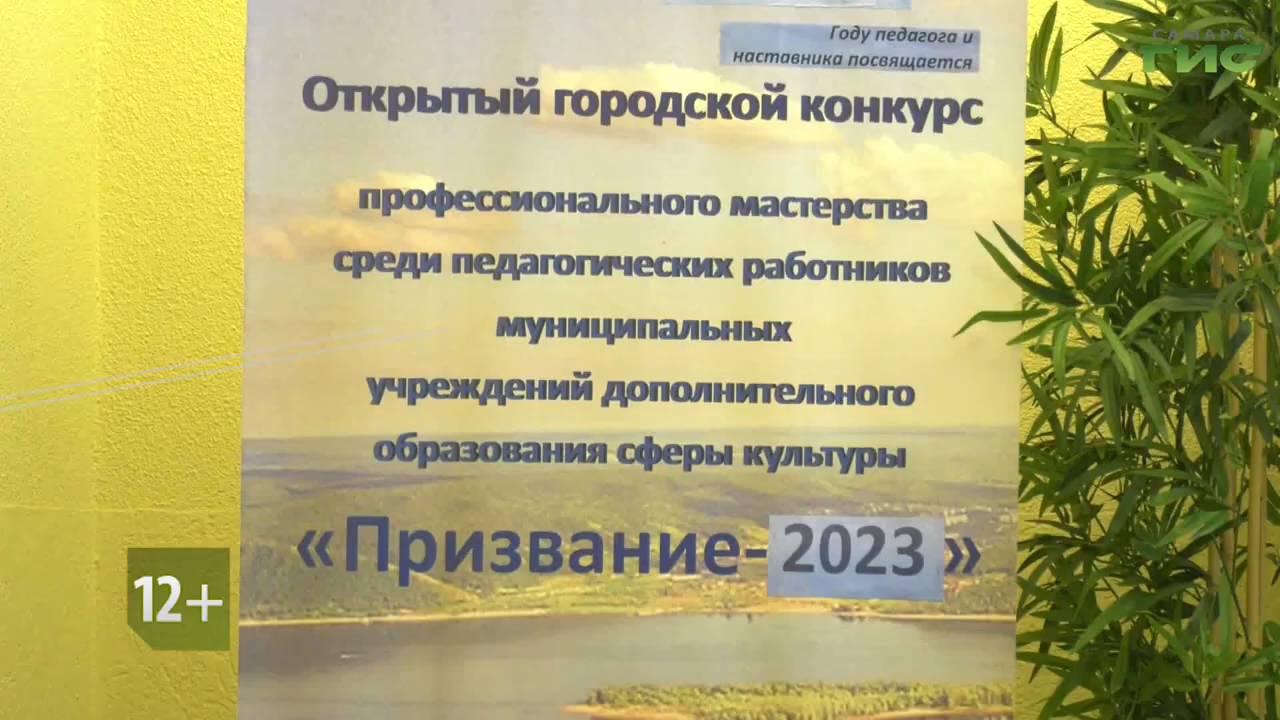 Году педагога и
наставника посвящается
САМАРА
ГИС
Открытый городской конкурс
профессионального мастерства
среди педагогических работников
муниципальных
учреждений дополнительного
образования сферы культуры
«Призвание-2023»
12+